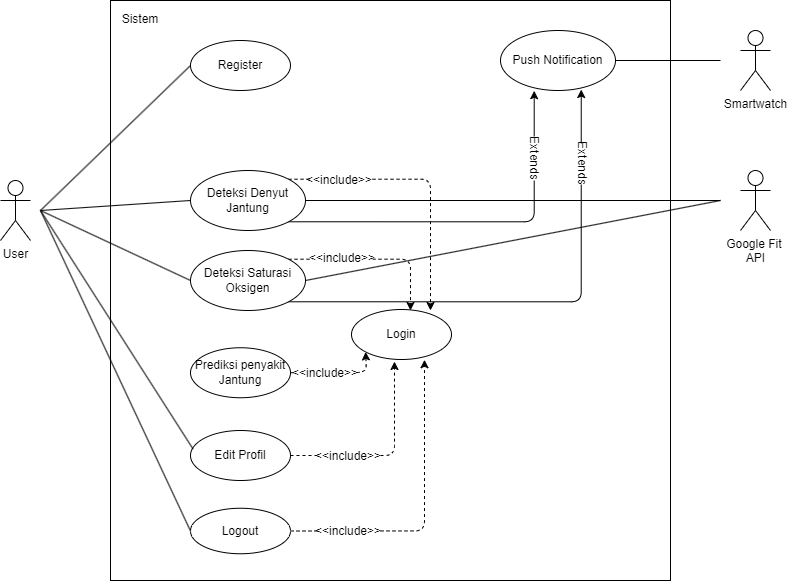 Sistem
Register
Push Notification
Smartwatch
Extends
Extends
<<include>>
Deteksi Denyut
Jantung
User
Google Fit
API
<<include>>
Deteksi Saturasi
Oksigen
Login
Prediksi penyakit
Jantung
<<include>>
Edit Profil
<<include>>
Logout
<<include>>